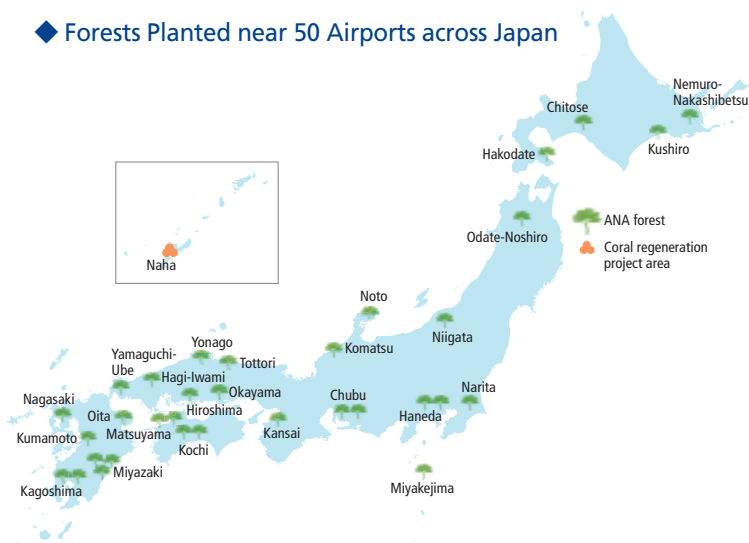 ◆ Forests Planted near 50 Airports across Japan
Nemuro-
Nakashibetsu
Chitose
Kushiro
Hakodate
ANA forest
Odate-Noshiro
Coral regeneration
project area
Naha
Noto
Niigata
Komatsu
Yonago
Yamaguchi-
Ube
Tottori
Hagi-Iwami
Okayama
Nagasaki
Oita
Hiroshima
Chubu
Narita
Haneda
Kumamoto
Matsuyama
Kansai
Kochi
Miyazaki
Kagoshima
Miyakejima